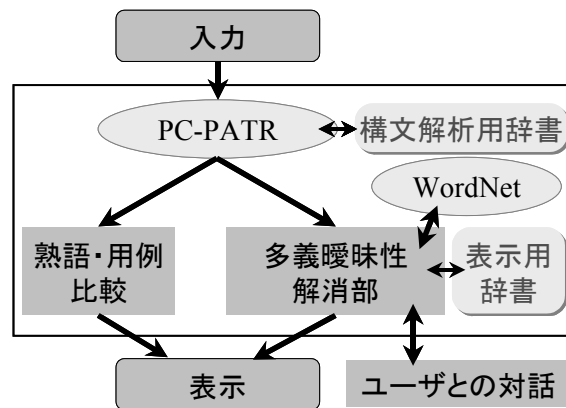 入力
PC-PATR
構文解析用辞書
WordNet
熟語・用例
比較
多義曖昧性
解消部
表示用
辞書
表示
ユーザとの対話